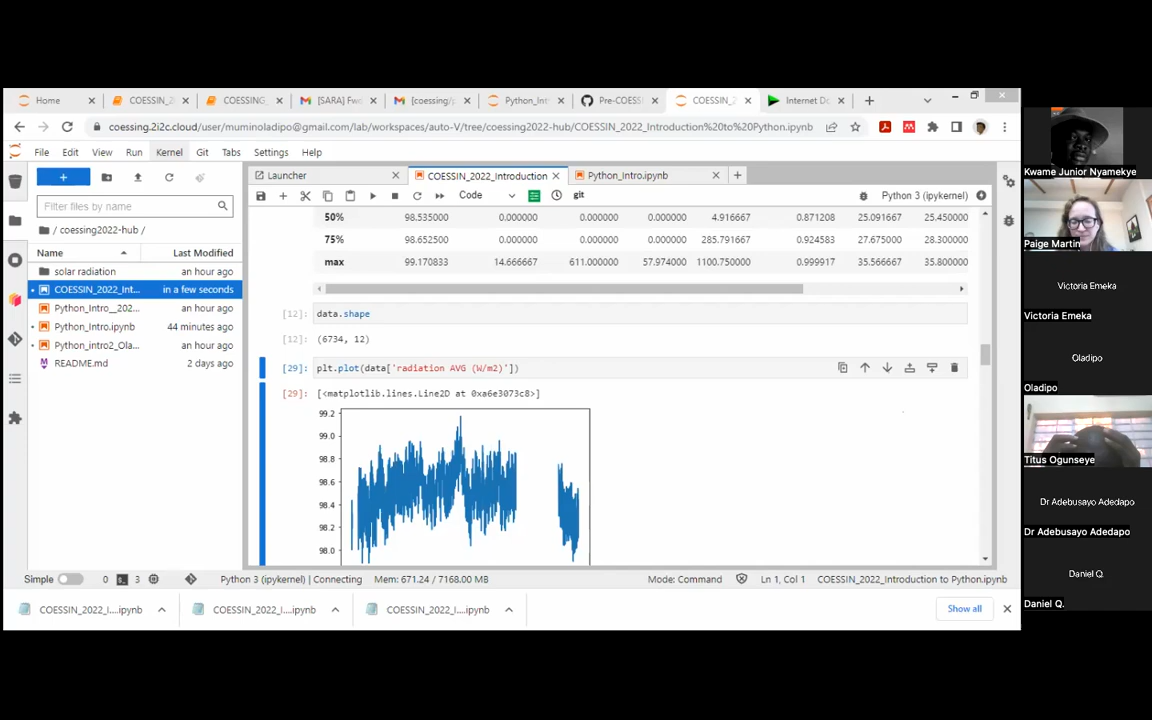 Home
COESSIN_2
COESSING_
[SARA] Fwd
[coessing/p
Python_Int
Pre-COESS
COESSIN_2
Internet Do
coessing.2i2c.cloud/user/muminoladipo@gmail.com/lab/workspaces/auto-V/tree/coessing2022-hub/COESSIN_2022_Introduction%20to%20Python.ipynb
File Edit View Run Kernel Git Tabs Settings Help
Launcher
COESSIN_2022_Introduction
Python_Intro.ipynb
Code
git
Python 3 (ipykernel)
Filter files by name
/ coessing2022-hub /
Name Last Modified
solar radiation an hour ago
COESSIN_2022_Int... in a few seconds
Python_Intro__202... an hour ago
Python_Intro.ipynb 44 minutes ago
Python_intro2_Ola... an hour ago
README.md 2 days ago
50% 98.535000 0.000000 0.000000 0.000000 4.916667 0.871208 25.091667 25.450000
75% 98.652500 0.000000 0.000000 0.000000 285.791667 0.924583 27.675000 28.300000
max 99.170833 14.666667 611.000000 57.974000 1100.750000 0.999917 35.566667 35.800000
[12]: data.shape
[12]: (6734, 12)
[29]: plt.plot(data['radiation AVG (W/m2)'])
[29]: [<matplotlib.lines.Line2D at 0xa6e3073c8>]
99.2
99.0
98.8
98.6
98.4
98.2
98.0
Simple 0 3 Python 3 (ipykernel) | Connecting Mem: 671.24 / 7168.00 MB Mode: Command Ln 1, Col 1 COESSIN_2022_Introduction to Python.ipynb
COESSIN_2022_I....ipynb COESSIN_2022_I....ipynb COESSIN_2022_I....ipynb Show all
Kwame Junior Nyamekye
Paige Martin
Victoria Emeka
Victoria Emeka
Oladipo
Oladipo
Titus Ogunseye
Dr Adebusayo Adedapo
Dr Adebusayo Adedapo
Daniel Q.
Daniel Q.